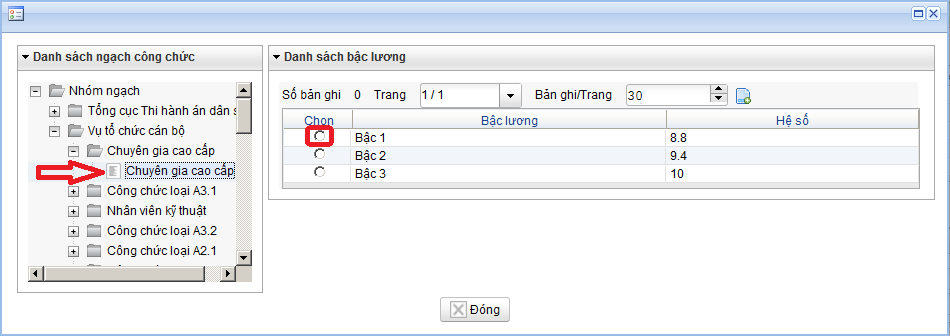 Danh sách ngạch công chức
Nhóm ngạch
Tổng cục Thi hành án dân s
Vụ tổ chức cán bộ
Chuyên gia cao cấp
Chuyên gia cao cấp
Công chức loại A3.1
Nhân viên kỹ thuật
Công chức loại A3.2
Công chức loại A2.1
Danh sách bậc lương
Số bản ghi 0 Trang 1 / 1 Bản ghi/Trang 30
Chọn Bậc lương Hệ số
Bậc 1 8.8
Bậc 2 9.4
Bậc 3 10
Đóng